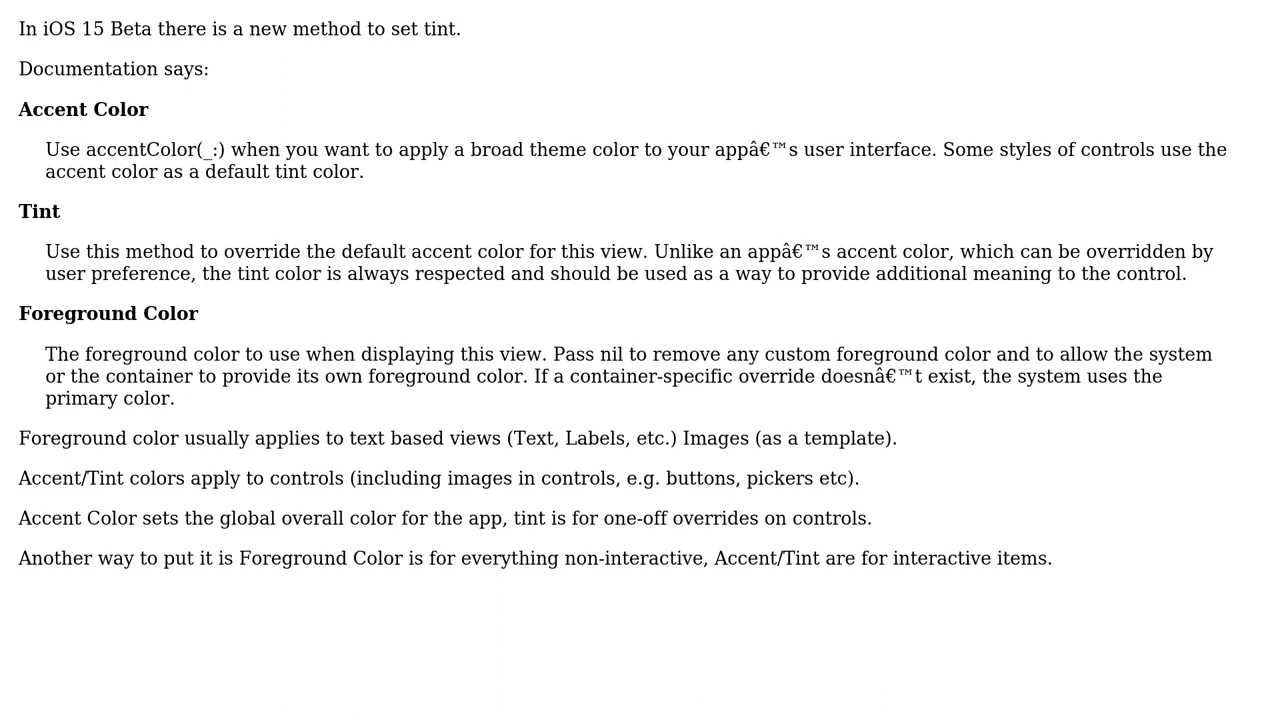 In iOS 15 Beta there is a new method to set tint.
Documentation says:
Accent Color
Use accentColor(_:) when you want to apply a broad theme color to your appâ€™s user interface. Some styles of controls use the
accent color as a default tint color.
Tint
Use this method to override the default accent color for this view. Unlike an appâ€™s accent color, which can be overridden by
user preference, the tint color is always respected and should be used as a way to provide additional meaning to the control.
Foreground Color
The foreground color to use when displaying this view. Pass nil to remove any custom foreground color and to allow the system
or the container to provide its own foreground color. If a container-specific override doesnâ€™t exist, the system uses the
primary color.
Foreground color usually applies to text based views (Text, Labels, etc.) Images (as a template).
Accent/Tint colors apply to controls (including images in controls, e.g. buttons, pickers etc).
Accent Color sets the global overall color for the app, tint is for one-off overrides on controls.
Another way to put it is Foreground Color is for everything non-interactive, Accent/Tint are for interactive items.